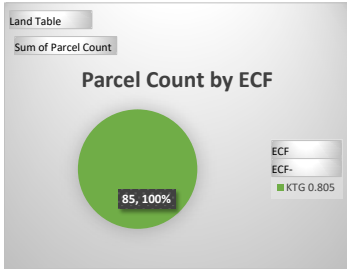 Land Table
Sum of Parcel Count
Parcel Count by ECF
85, 100%
ECF
ECF-
KTG 0.805